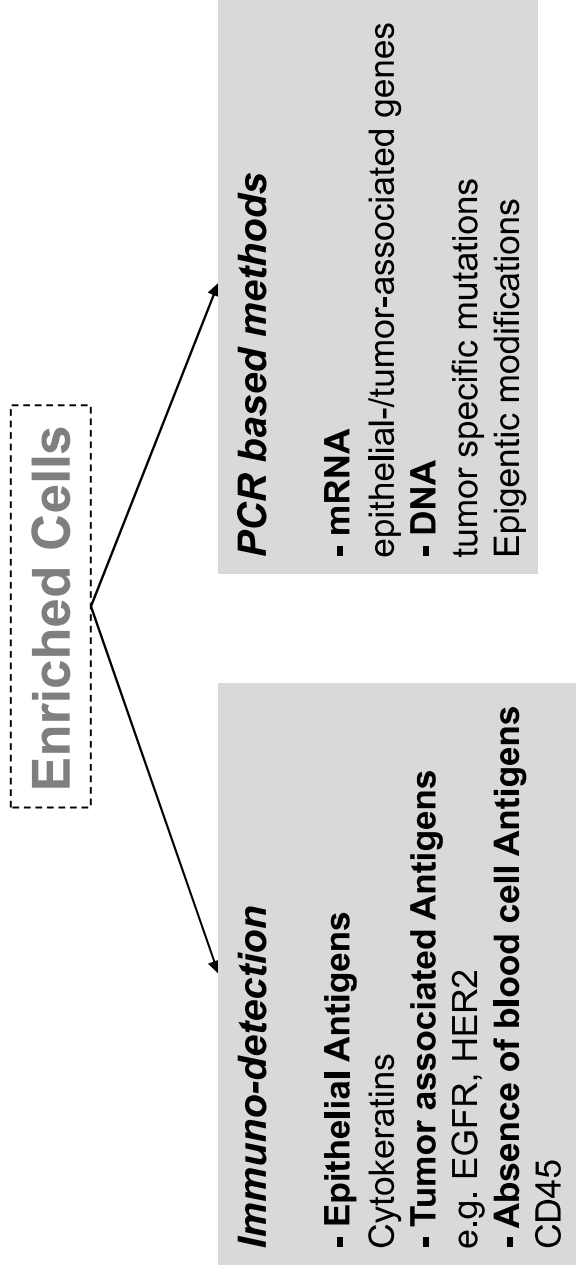 Enriched Cells
Immuno-detection
- Epithelial Antigens
Cytokeratins
- Tumor associated Antigens
e.g. EGFR, HER2
- Absence of blood cell Antigens
CD45
PCR based methods
- mRNA
epithelial-/tumor-associated genes
- DNA
tumor specific mutations
Epigentic modifications